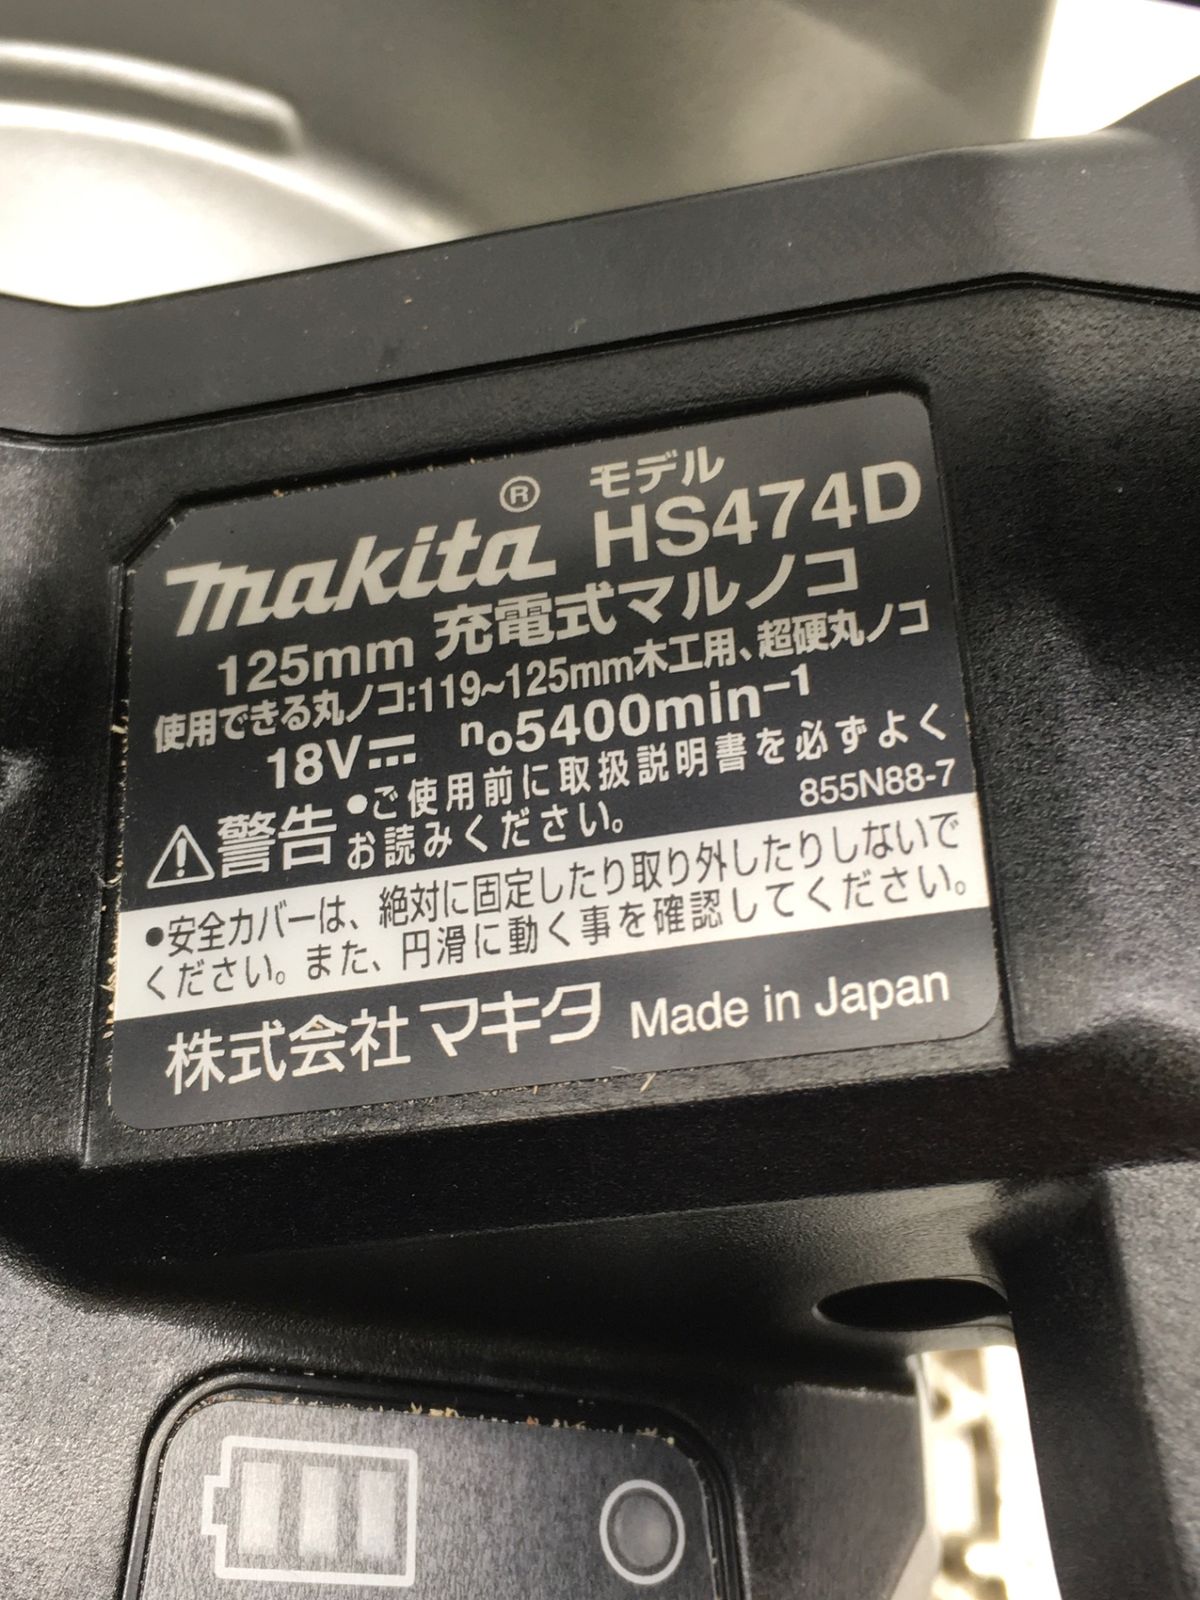 makita® モデル HS474D
125mm 充電式マルノコ
使用できる丸ノコ:119~125mm木工用、超硬丸ノコ
18V⎓ no5400min⁻¹
⚠警告 •ご使用前に取扱説明書を必ずよく
お読みください。 855N88-7
•安全カバーは、絶対に固定したり取り外したりしないで
ください。また、円滑に動く事を確認してください。
株式会社マキタ Made in Japan